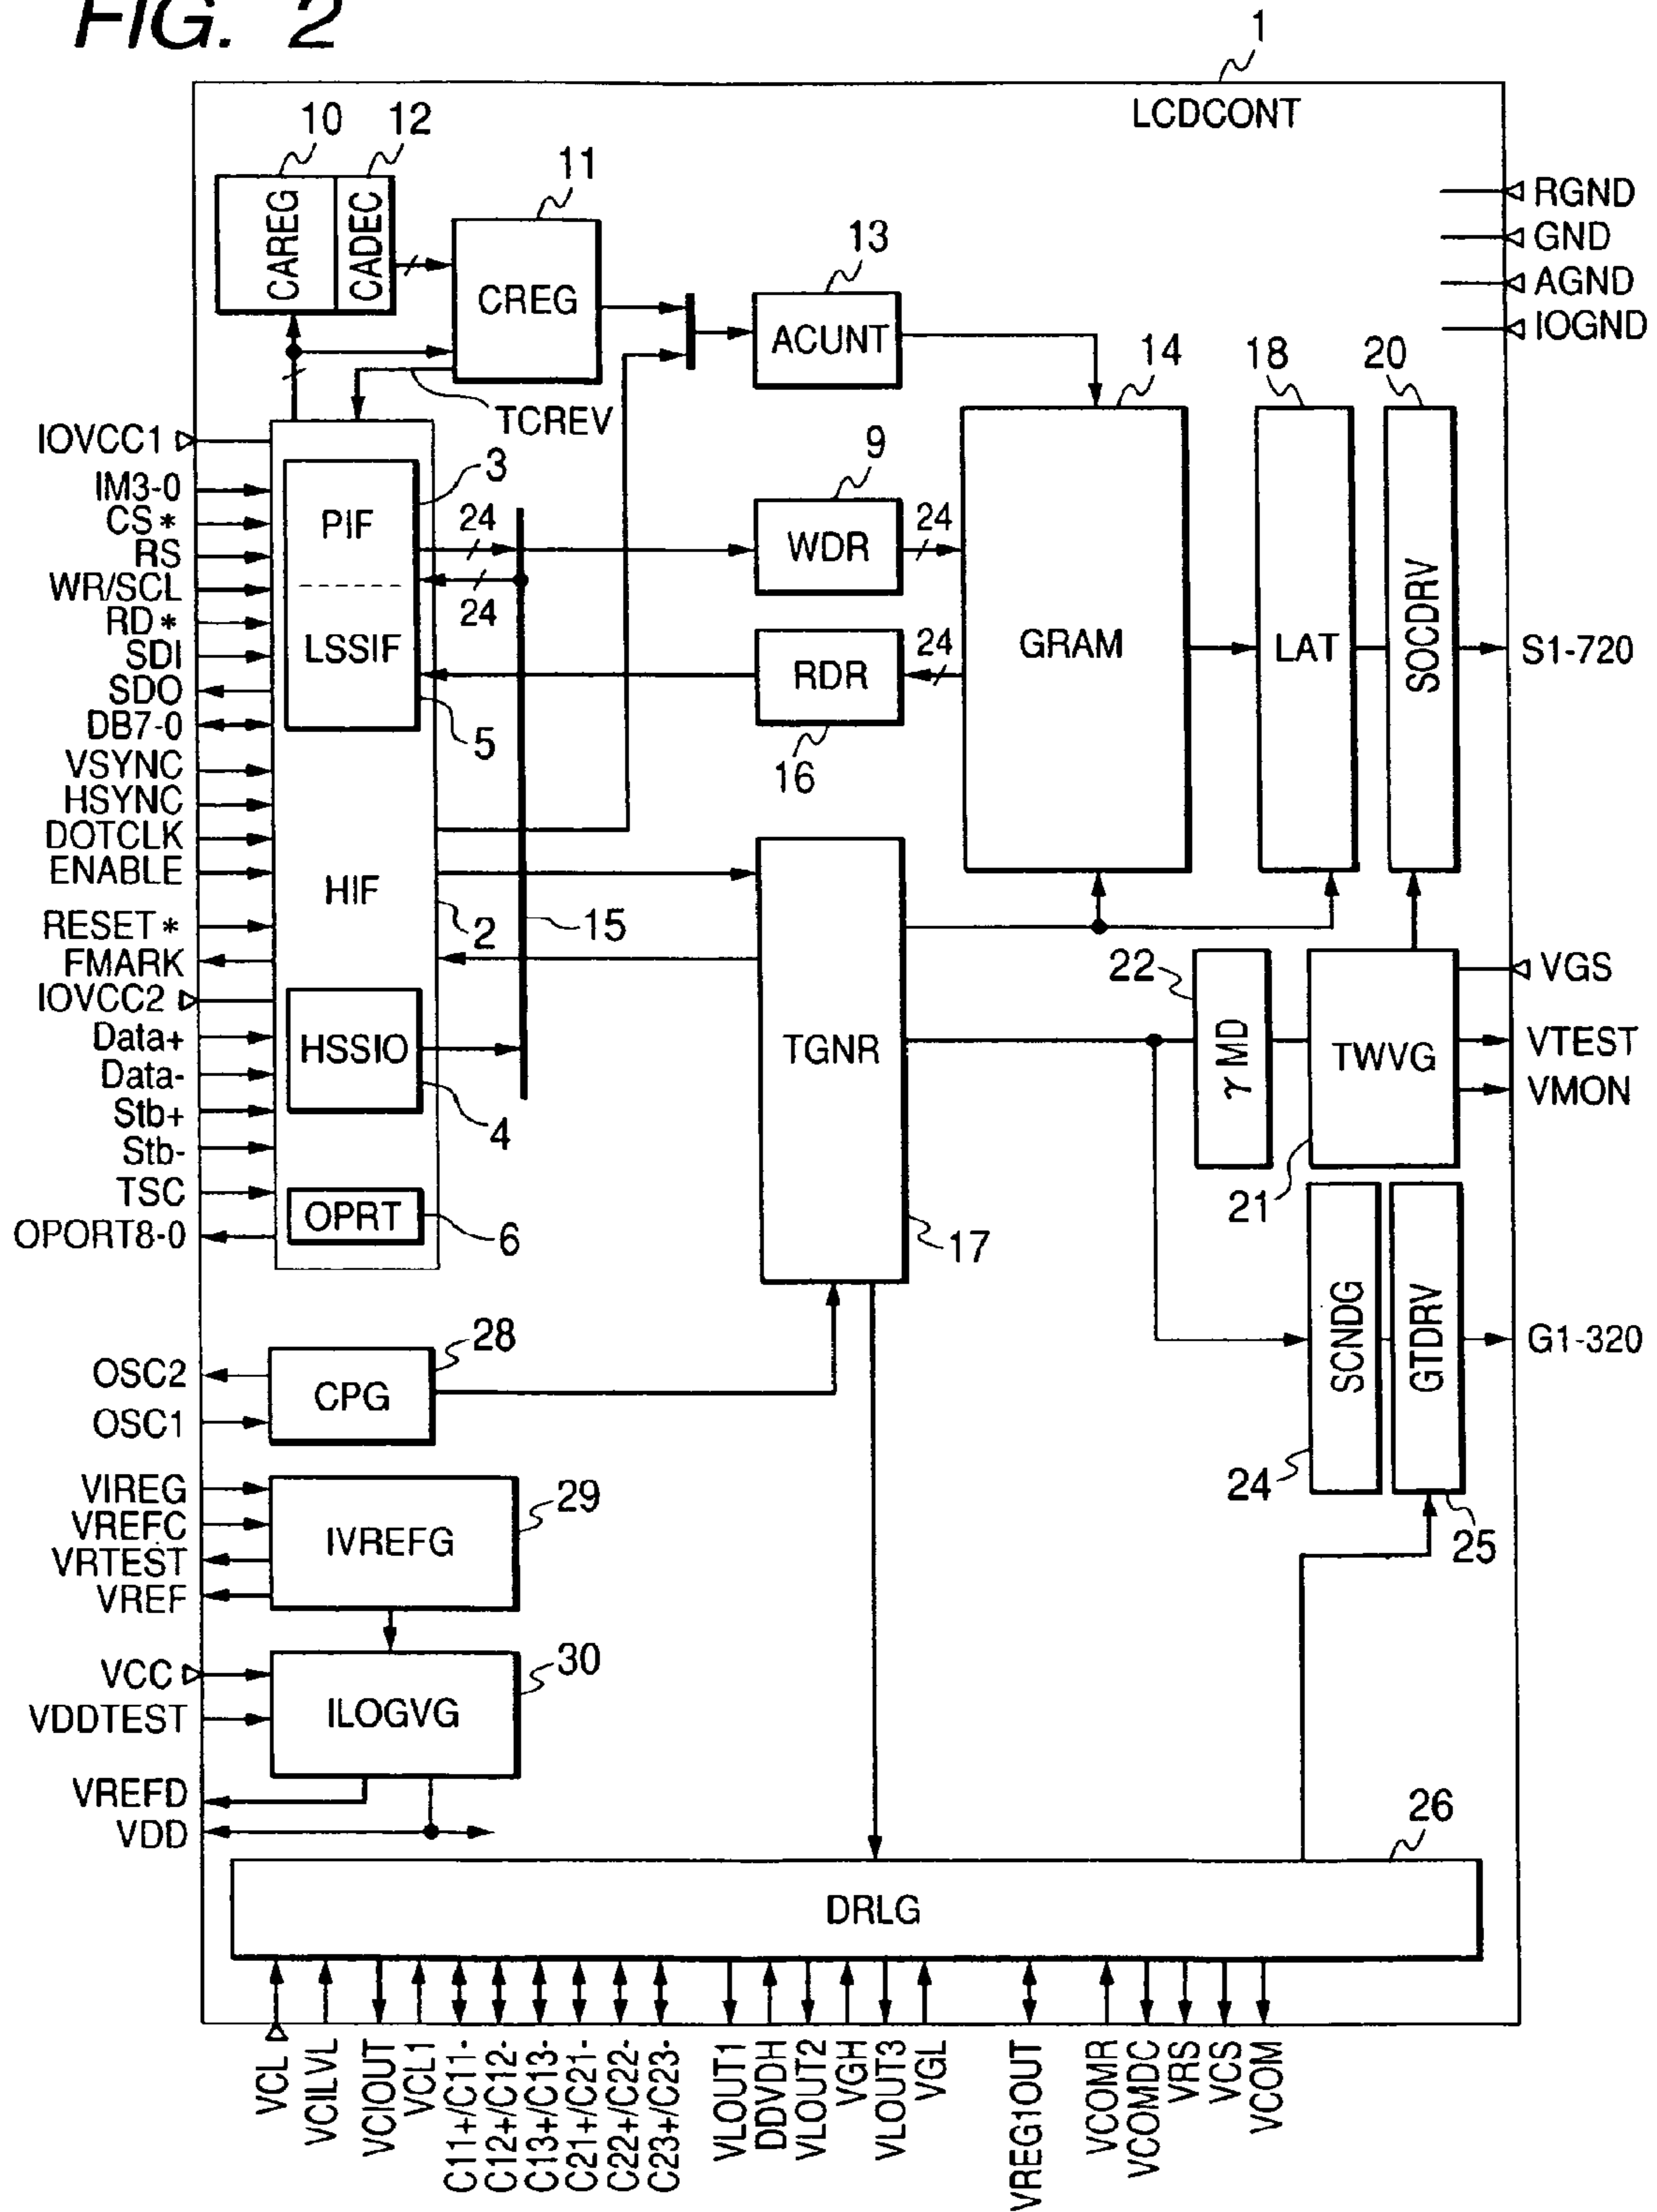 FIG. 2
1
LCDCONT
10
12
11
CAREG
CADEC
CREG
13
ACUNT
RGND
GND
AGND
IOGND
14
18
20
TCREV
IOVCC1
IM3-0
CS*
RS
WR/SCL
RD*
SDI
SDO
DB7-0
VSYNC
HSYNC
DOTCLK
ENABLE
RESET*
FMARK
IOVCC2
Data+
Data-
Stb+
Stb-
TSC
OPORT8-0
3
PIF
LSSIF
5
24
24
HIF
2
15
HSSIO
4
OPRT
6
9
WDR
24
RDR
24
16
GRAM
LAT
SOCDRV
S1-720
TGNR
17
22
γMD
TWVG
21
VGS
VTEST
VMON
SCNDG
GTDRV
24
25
G1-320
28
OSC2
OSC1
CPG
29
VIREG
VREFC
VRTEST
VREF
IVREFG
30
VCC
VDDTEST
ILOGVG
VREFD
VDD
26
DRLG
VCL
VCILVL
VCIOUT
VCL1
C11+/C11-
C12+/C12-
C13+/C13-
C21+/C21-
C22+/C22-
C23+/C23-
VLOUT1
DDVDH
VLOUT2
VGH
VLOUT3
VGL
VREG1OUT
VCOMR
VCOMDC
VRS
VCS
VCOM